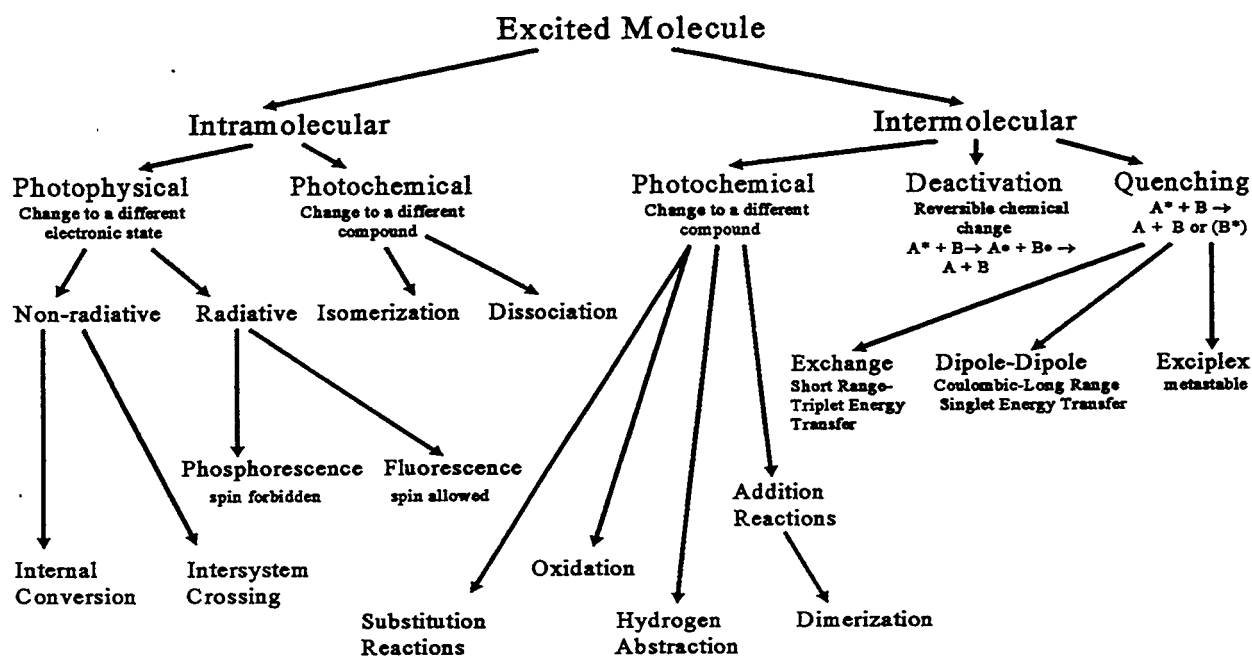 Excited Molecule
Intramolecular
Intermolecular
Photophysical
Change to a different
electronic state
Photochemical
Change to a different
compound
Photochemical
Change to a different
compound
Deactivation
Reversible chemical
change
A* + B → A• + B• →
A + B
Quenching
A* + B →
A + B or (B*)
Non-radiative
Radiative
Isomerization
Dissociation
Exchange
Short Range-
Triplet Energy
Transfer
Dipole-Dipole
Coulombic-Long Range
Singlet Energy Transfer
Exciplex
metastable
Phosphorescence
spin forbidden
Fluorescence
spin allowed
Addition
Reactions
Internal
Conversion
Intersystem
Crossing
Oxidation
Substitution
Reactions
Hydrogen
Abstraction
Dimerization